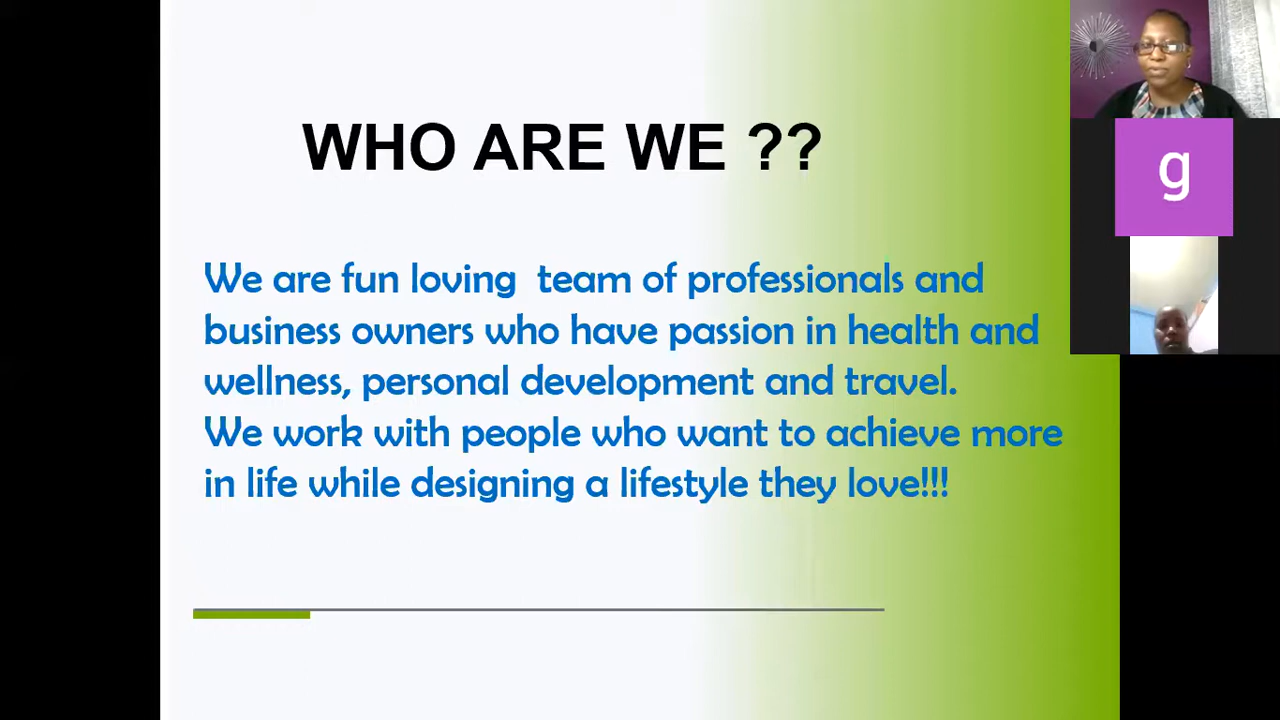 WHO ARE WE ??
We are fun loving  team of professionals and
business owners who have passion in health and
wellness, personal development and travel.
We work with people who want to achieve more
in life while designing a lifestyle they love!!!
g